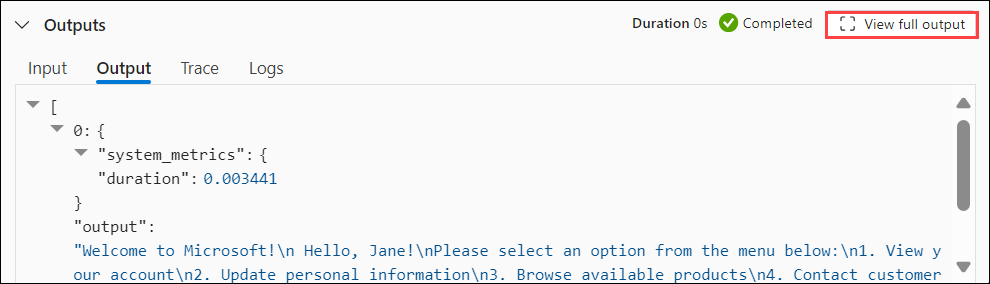 Outputs Duration 0s Completed View full output
Input Output Trace Logs
[
0: {
"system_metrics": {
"duration": 0.003441
}
"output":
"Welcome to Microsoft!\n Hello, Jane!\nPlease select an option from the menu below:\n1. View y
our account\n2. Update personal information\n3. Browse available products\n4. Contact customer